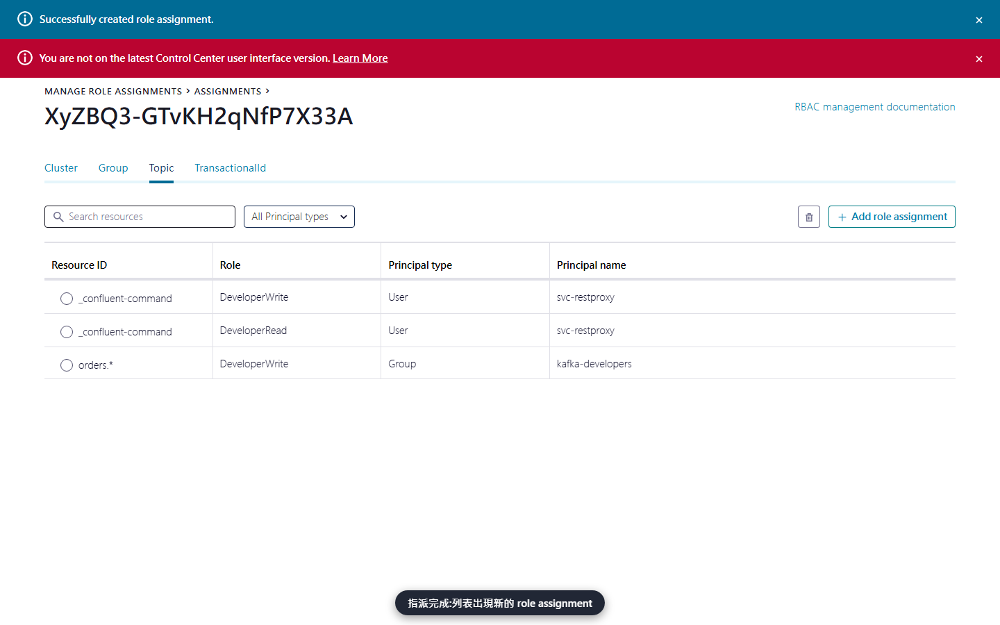 Successfully created role assignment.
You are not on the latest Control Center user interface version. Learn More
MANAGE ROLE ASSIGNMENTS > ASSIGNMENTS >
XyZBQ3-GTvKH2qNfP7X33A
RBAC management documentation
Cluster Group Topic TransactionalId
Search resources All Principal types + Add role assignment
Resource ID Role Principal type Principal name
_confluent-command DeveloperWrite User svc-restproxy
_confluent-command DeveloperRead User svc-restproxy
orders.* DeveloperWrite Group kafka-developers
指派完成:列表出現新的 role assignment